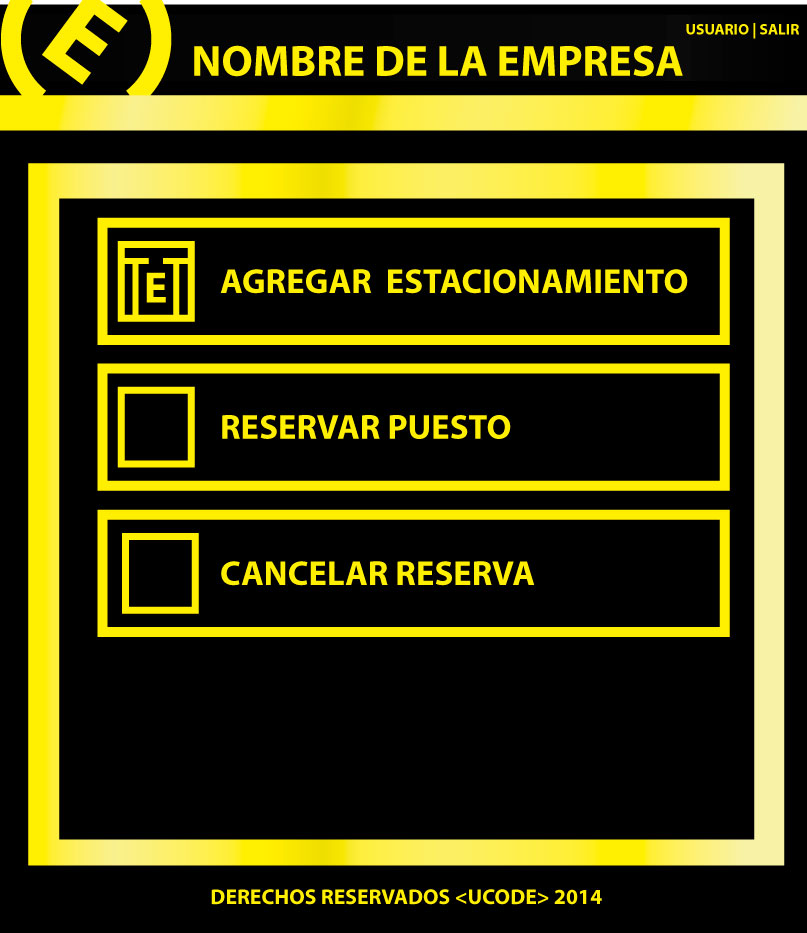 E
USUARIO | SALIR
NOMBRE DE LA EMPRESA
E
AGREGAR ESTACIONAMIENTO
RESERVAR PUESTO
CANCELAR RESERVA
DERECHOS RESERVADOS <UCODE> 2014